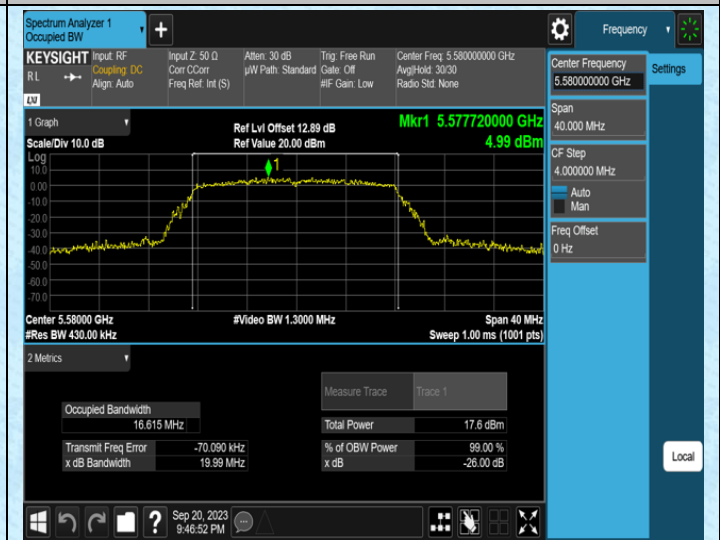 Spectrum Analyzer 1
Occupied BW
+
Frequency
KEYSIGHT
RL
LXI
Input: RF
Coupling: DC
Align: Auto
Input Z: 50 Ω
Corr CCorr
Freq Ref: Int (S)
Atten: 30 dB
µW Path: Standard
Trig: Free Run
Gate: Off
#IF Gain: Low
Center Freq: 5.580000000 GHz
Avg|Hold: 30/30
Radio Std: None
Center Frequency
5.580000000 GHz
Settings
Span
40.000 MHz
CF Step
4.000000 MHz
Auto
Man
Freq Offset
0 Hz
1 Graph
Scale/Div 10.0 dB
Ref Lvl Offset 12.89 dB
Ref Value 20.00 dBm
Mkr1 5.577720000 GHz
4.99 dBm
Log
10.0
0.00
-10.0
-20.0
-30.0
-40.0
-50.0
-60.0
-70.0
1
Center 5.58000 GHz
#Res BW 430.00 kHz
#Video BW 1.3000 MHz
Span 40 MHz
Sweep 1.00 ms (1001 pts)
2 Metrics
Measure Trace Trace 1
Occupied Bandwidth
16.615 MHz
Total Power 17.6 dBm
Transmit Freq Error -70.090 kHz
% of OBW Power 99.00 %
x dB Bandwidth 19.99 MHz
x dB -26.00 dB
Local
?
Sep 20, 2023
9:46:52 PM